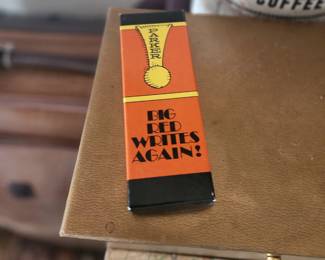 COFFEE
PARKER
BIG
RED
WRITES
AGAIN!